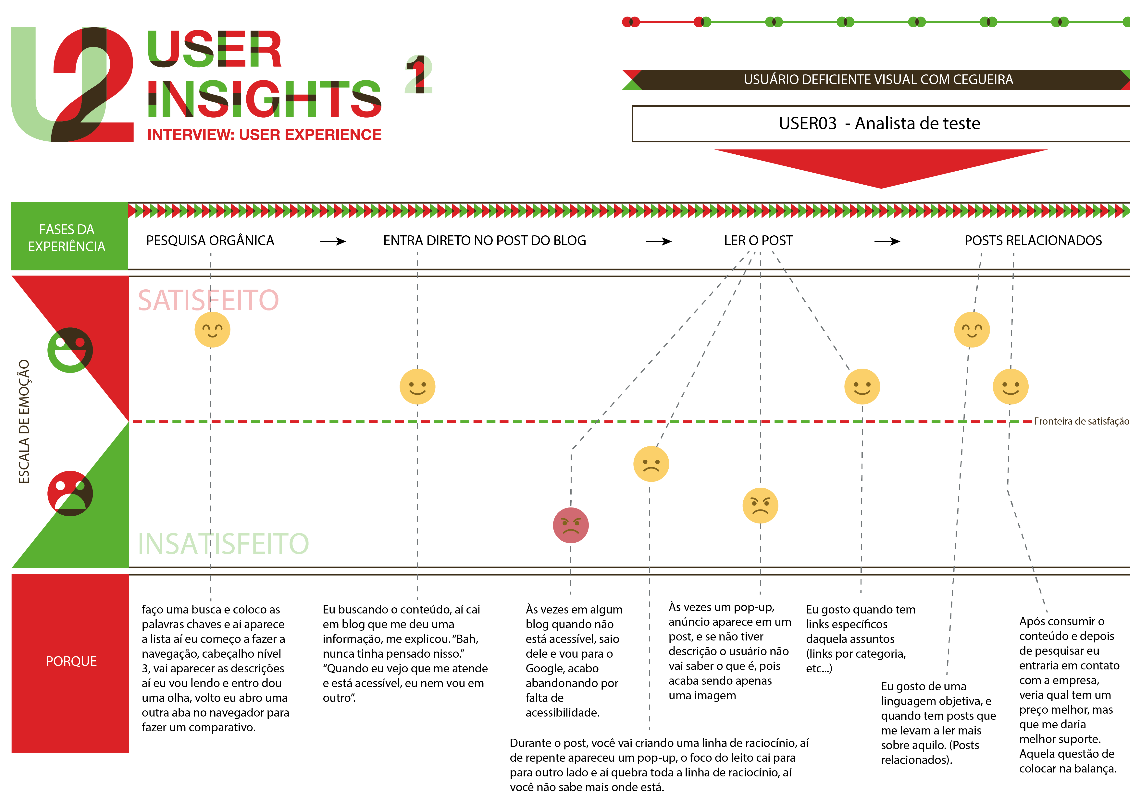 U2
USER
INSIGHTS
INTERVIEW: USER EXPERIENCE
1
2
USUÁRIO DEFICIENTE VISUAL COM CEGUEIRA
USER03 - Analista de teste
FASES DA
EXPERIÊNCIA
PESQUISA ORGÂNICA
ENTRA DIRETO NO POST DO BLOG
LER O POST
POSTS RELACIONADOS
ESCALA DE EMOÇÃO
SATISFEITO
Fronteira de satisfação
INSATISFEITO
PORQUE
faço uma busca e coloco as
palavras chaves e ai aparece
a lista aí eu começo a fazer a
navegação, cabeçalho nível
3, vai aparecer as descrições
aí eu vou lendo e entro dou
uma olha, volto eu abro uma
outra aba no navegador para
fazer um comparativo.
Eu buscando o conteúdo, aí cai
em blog que me deu uma
informação, me explicou. “Bah,
nunca tinha pensado nisso.”
“Quando eu vejo que me atende
e está acessível, eu nem vou em
outro”.
Às vezes em algum
blog quando não
está acessível, saio
dele e vou para o
Google, acabo
abandonando por
falta de
acessibilidade.
Durante o post, você vai criando uma linha de raciocínio, aí
de repente apareceu um pop-up, o foco do leito cai para
para outro lado e aí quebra toda a linha de raciocínio, aí
você não sabe mais onde está.
Às vezes um pop-up,
anúncio aparece em um
post, e se não tiver
descrição o usuário não
vai saber o que é, pois
acaba sendo apenas
uma imagem
Eu gosto quando tem
links específicos
daquela assuntos
(links por categoria,
etc...)
Eu gosto de uma
linguagem objetiva, e
quando tem posts que
me levam a ler mais
sobre aquilo. (Posts
relacionados).
Após consumir o
conteúdo e depois
de pesquisar eu
entraria em contato
com a empresa,
veria qual tem um
preço melhor, mas
que me daria
melhor suporte.
Aquela questão de
colocar na balança.